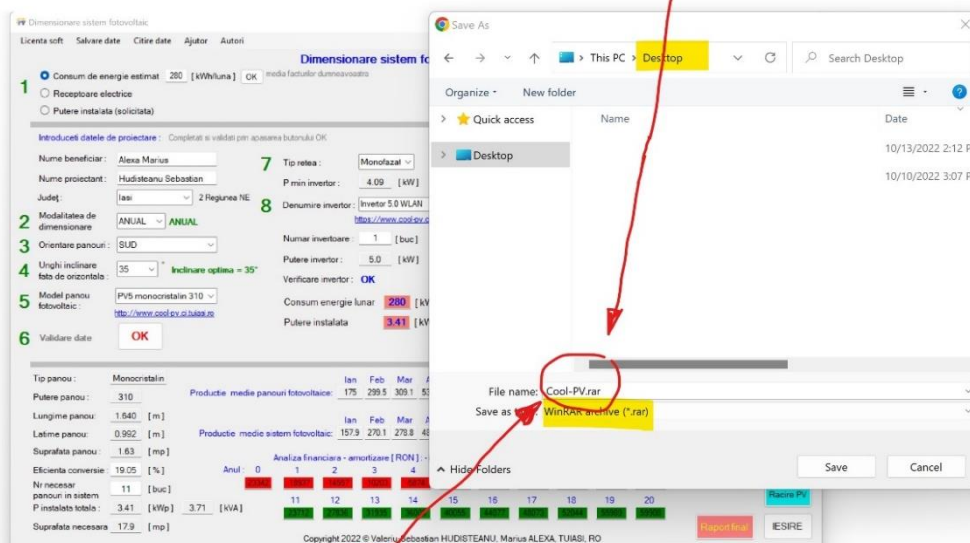 Dimensionare sistem fotovoltaic
Licenta soft Salvare date Citire date Ajutor Autori
Dimensionare sistem fo
1 Consum de energie estimat 280 [kWh/luna] OK media facturilor dumneavoastra
Receptoare electrice
Putere instalata (solicitata)
Introduceti datele de proiectare : Completati si validati prin apasarea butonului OK
Nume beneficiar : Alexa Marius
Nume proiectant : Hudisteanu Sebastian
Județ : Iasi 2 Regiunea NE
2 Modalitatea de dimensionare ANUAL ANUAL
3 Orientare panouri : SUD
4 Unghi inclinare fata de orizontala : 35 ° Inclinare optima = 35°
5 Model panou fotovoltaic : PV5 monocristalin 310
http://www.cool-pv.ci.tuiasi.ro
6 Validare date OK
7 Tip retea : Monofazat
P min invertor : 4.09 [kW]
8 Denumire invertor : Invertor 5.0 WLAN
https://www.cool-pv.c
Numar invertoare : 1 [buc]
Putere invertor : 5.0 [kW]
Verificare invertor : OK
Consum energie lunar 280 [kW
Putere instalata 3.41 [kW
Tip panou : Monocristalin
Putere panou : 310
Lungime panou: 1.640 [m]
Latime panou: 0.992 [m]
Suprafata panou : 1.63 [mp]
Eficienta conversie : 19.05 [%]
Nr necesar panouri in sistem 11 [buc]
P instalata totala : 3.41 [kWp] 3.71 [kVA]
Suprafata necesara 17.9 [mp]
Ian Feb Mar A
Productie medie panouri fotovoltaice: 175 299.5 309.1 53
Ian Feb Mar A
Productie medie sistem fotovoltaic: 157.9 270.1 278.8 48
Analiza financiara - amortizare [RON] : -
Anul : 0 1 2 3 4
11 12 13 14 15 16 17 18 19 20
Racire PV
Raport final
IESIRE
Copyright 2022 © Valeriu-Sebastian HUDISTEANU, Marius ALEXA, TUIASI, RO
Save As
This PC Desktop
Search Desktop
Organize New folder
Quick access
Desktop
Name Date
10/13/2022 2:12 P
10/10/2022 3:07 P
File name: Cool-PV.rar
Save as WinRAR archive (*.rar)
Hide Folders
Save Cancel